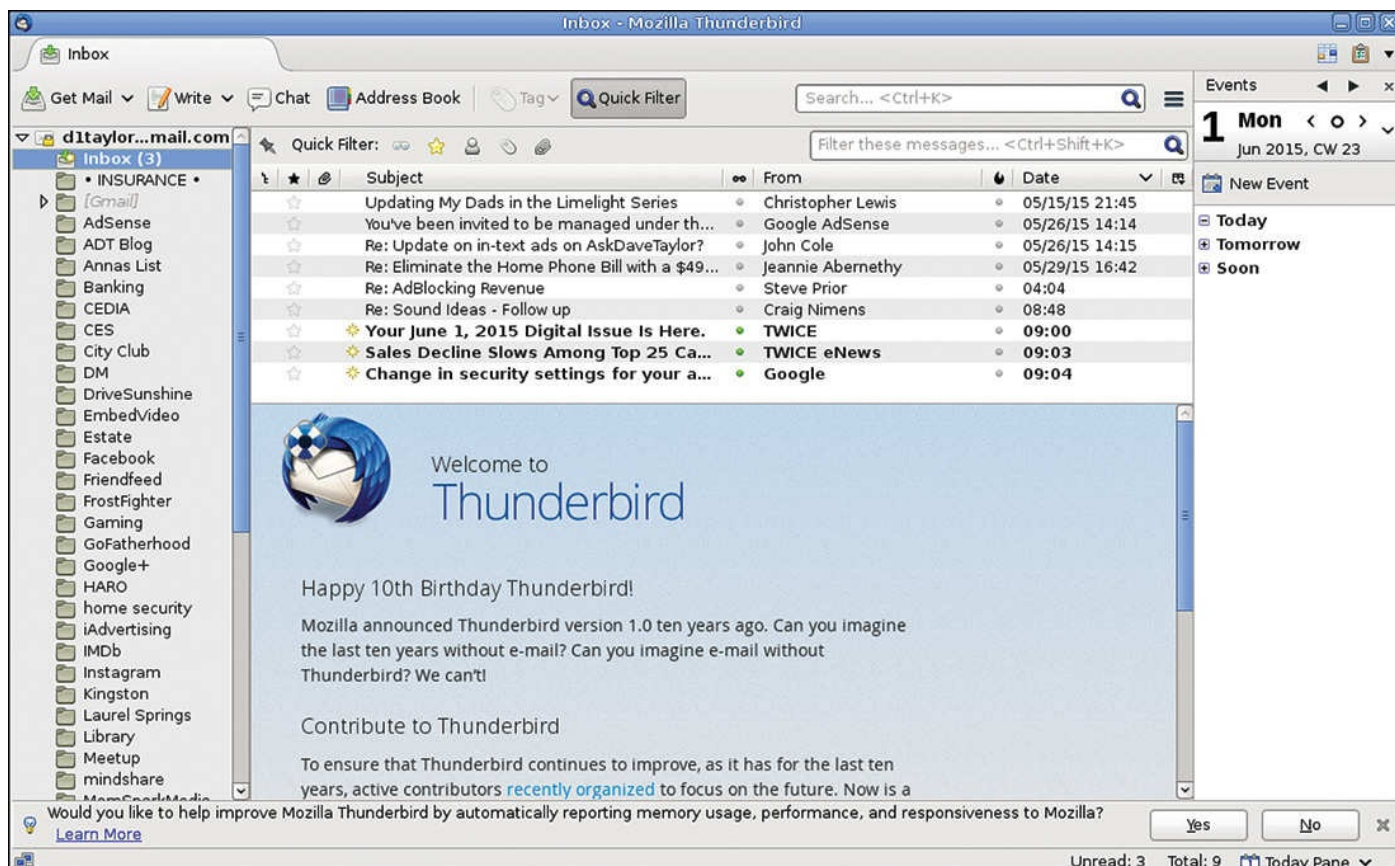 Inbox - Mozilla Thunderbird
Inbox
Get Mail Write Chat Address Book Tag Quick Filter Search... <Ctrl+K>
d1taylor...mail.com
Inbox (3)
• INSURANCE •
[Gmail]
AdSense
ADT Blog
Annas List
Banking
CEDIA
CES
City Club
DM
DriveSunshine
EmbedVideo
Estate
Facebook
Friendfeed
FrostFighter
Gaming
GoFatherhood
Google+
HARO
home security
iAdvertising
IMDb
Instagram
Kingston
Laurel Springs
Library
Meetup
mindshare
MomSparkMedia
Quick Filter: Filter these messages... <Ctrl+Shift+K>
Subject From Date
Updating My Dads in the Limelight Series Christopher Lewis 05/15/15 21:45
You've been invited to be managed under th... Google AdSense 05/26/15 14:14
Re: Update on in-text ads on AskDaveTaylor? John Cole 05/26/15 14:15
Re: Eliminate the Home Phone Bill with a $49... Jeannie Abernethy 05/29/15 16:42
Re: AdBlocking Revenue Steve Prior 04:04
Re: Sound Ideas - Follow up Craig Nimens 08:48
Your June 1, 2015 Digital Issue Is Here. TWICE 09:00
Sales Decline Slows Among Top 25 Ca... TWICE eNews 09:03
Change in security settings for your a... Google 09:04
Welcome to
Thunderbird
Happy 10th Birthday Thunderbird!
Mozilla announced Thunderbird version 1.0 ten years ago. Can you imagine
the last ten years without e-mail? Can you imagine e-mail without
Thunderbird? We can't!
Contribute to Thunderbird
To ensure that Thunderbird continues to improve, as it has for the last ten
years, active contributors recently organized to focus on the future. Now is a
Events
1 Mon
Jun 2015, CW 23
New Event
Today
Tomorrow
Soon
Would you like to help improve Mozilla Thunderbird by automatically reporting memory usage, performance, and responsiveness to Mozilla?
Learn More
Yes No
Unread: 3 Total: 9 Today Pane